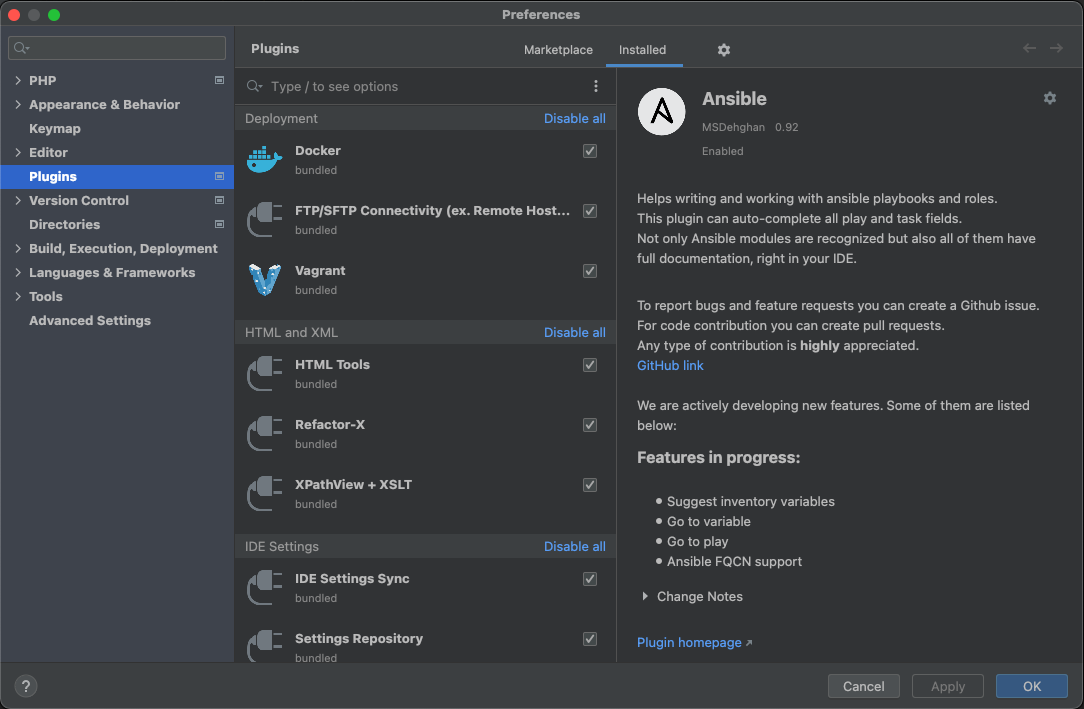 Preferences
PHP
Appearance & Behavior
Keymap
Editor
Plugins
Version Control
Directories
Build, Execution, Deployment
Languages & Frameworks
Tools
Advanced Settings
Plugins
Marketplace
Installed
Type / to see options
Deployment
Disable all
Docker
bundled
FTP/SFTP Connectivity (ex. Remote Host...
bundled
Vagrant
bundled
HTML and XML
Disable all
HTML Tools
bundled
Refactor-X
bundled
XPathView + XSLT
bundled
IDE Settings
Disable all
IDE Settings Sync
bundled
Settings Repository
bundled
Ansible
MSDehghan 0.92
Enabled
Helps writing and working with ansible playbooks and roles.
This plugin can auto-complete all play and task fields.
Not only Ansible modules are recognized but also all of them have
full documentation, right in your IDE.
To report bugs and feature requests you can create a Github issue.
For code contribution you can create pull requests.
Any type of contribution is highly appreciated.
GitHub link
We are actively developing new features. Some of them are listed
below:
Features in progress:
• Suggest inventory variables
• Go to variable
• Go to play
• Ansible FQCN support
Change Notes
Plugin homepage ↗
?
Cancel
Apply
OK